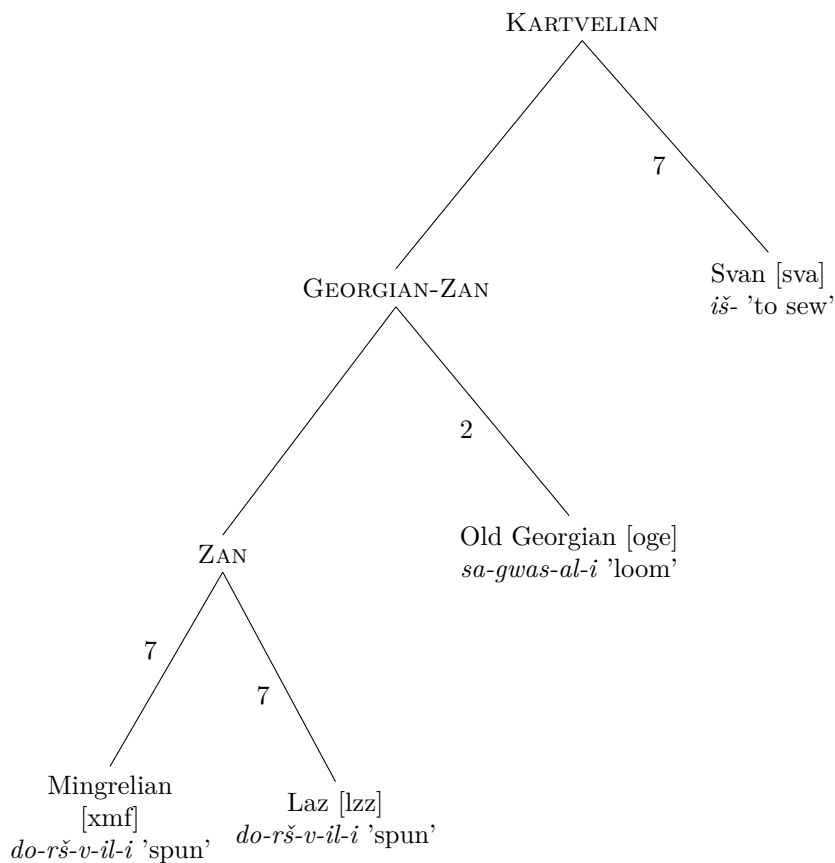 KARTVELIAN
7
Svan [sva]
iš- ’to sew’
GEORGIAN-ZAN
2
Old Georgian [oge]
sa-gwas-al-i ’loom’
ZAN
7
7
Mingrelian
[xmf]
do-rš-v-il-i ’spun’
Laz [lzz]
do-rš-v-il-i ’spun’